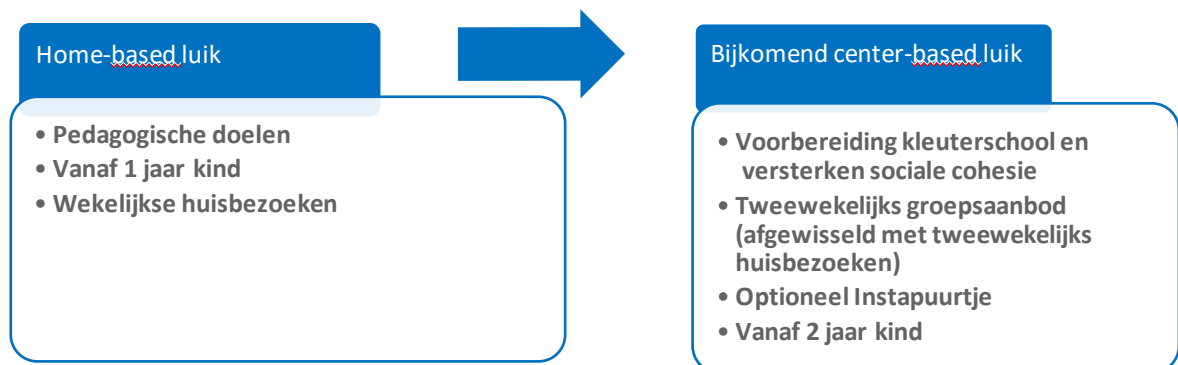 Home-based luik
• Pedagogische doelen
• Vanaf 1 jaar kind
• Wekelijkse huisbezoeken
Bijkomend center-based luik
• Voorbereiding kleuterschool en
versterken sociale cohesie
• Tweewekelijks groepsaanbod
(afgewisseld met tweewekelijks
huisbezoeken)
• Optioneel Instapuurtje
• Vanaf 2 jaar kind